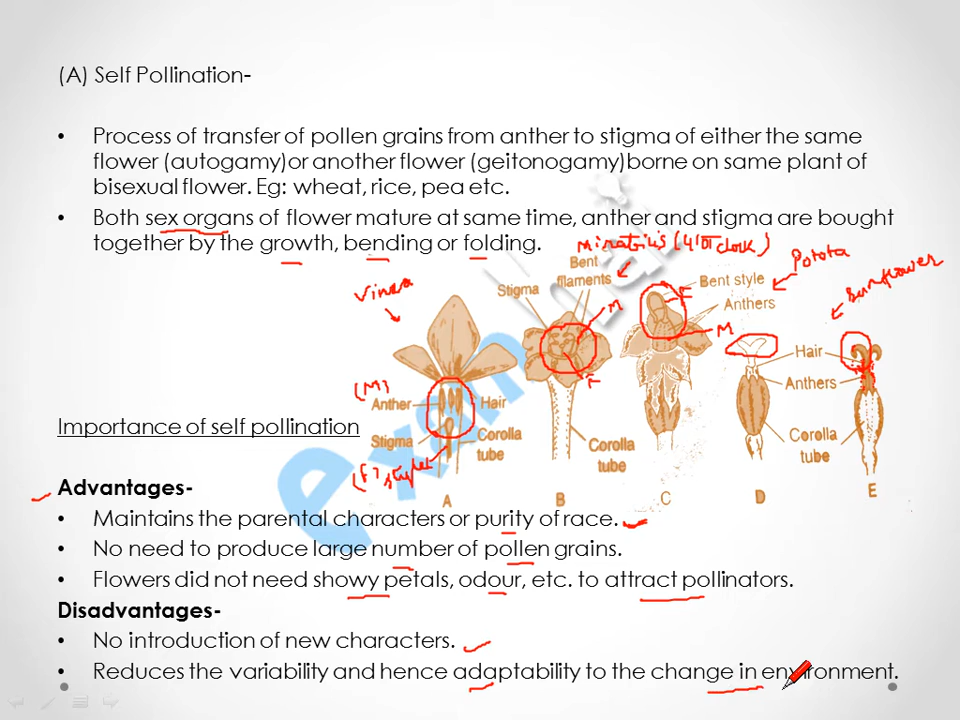 (A) Self Pollination-
• Process of transfer of pollen grains from anther to stigma of either the same
flower (autogamy)or another flower (geitonogamy)borne on same plant of
bisexual flower. Eg: wheat, rice, pea etc.
• Both sex organs of flower mature at same time, anther and stigma are bought
together by the growth, bending or folding.
(4'0 clock)
Potota
Sunflower
Vinca
Bent
filaments
Stigma
Bent style
Anthers
M
F
M
F
Hair
Anthers
(M)
Anther
Hair
Stigma
Corolla
tube
Corolla
tube
Corolla
tube
(F) style
A
B
C
D
E
Importance of self pollination
Advantages-
• Maintains the parental characters or purity of race.
• No need to produce large number of pollen grains.
• Flowers did not need showy petals, odour, etc. to attract pollinators.
Disadvantages-
• No introduction of new characters.
• Reduces the variability and hence adaptability to the change in environment.